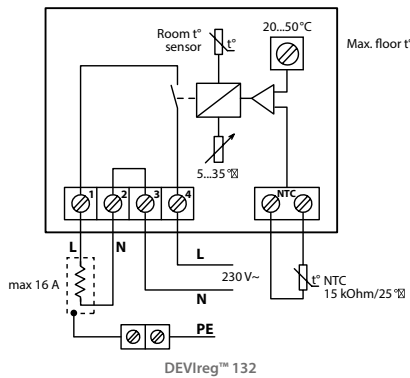 20...50°C
Room t°
sensor
t°
Max. floor t°
5...35°
1 2 3 4
NTC
L N
L
230 V~
N
max 16 A
t° NTC
15 kOhm/25°
PE
DEVIreg™ 132